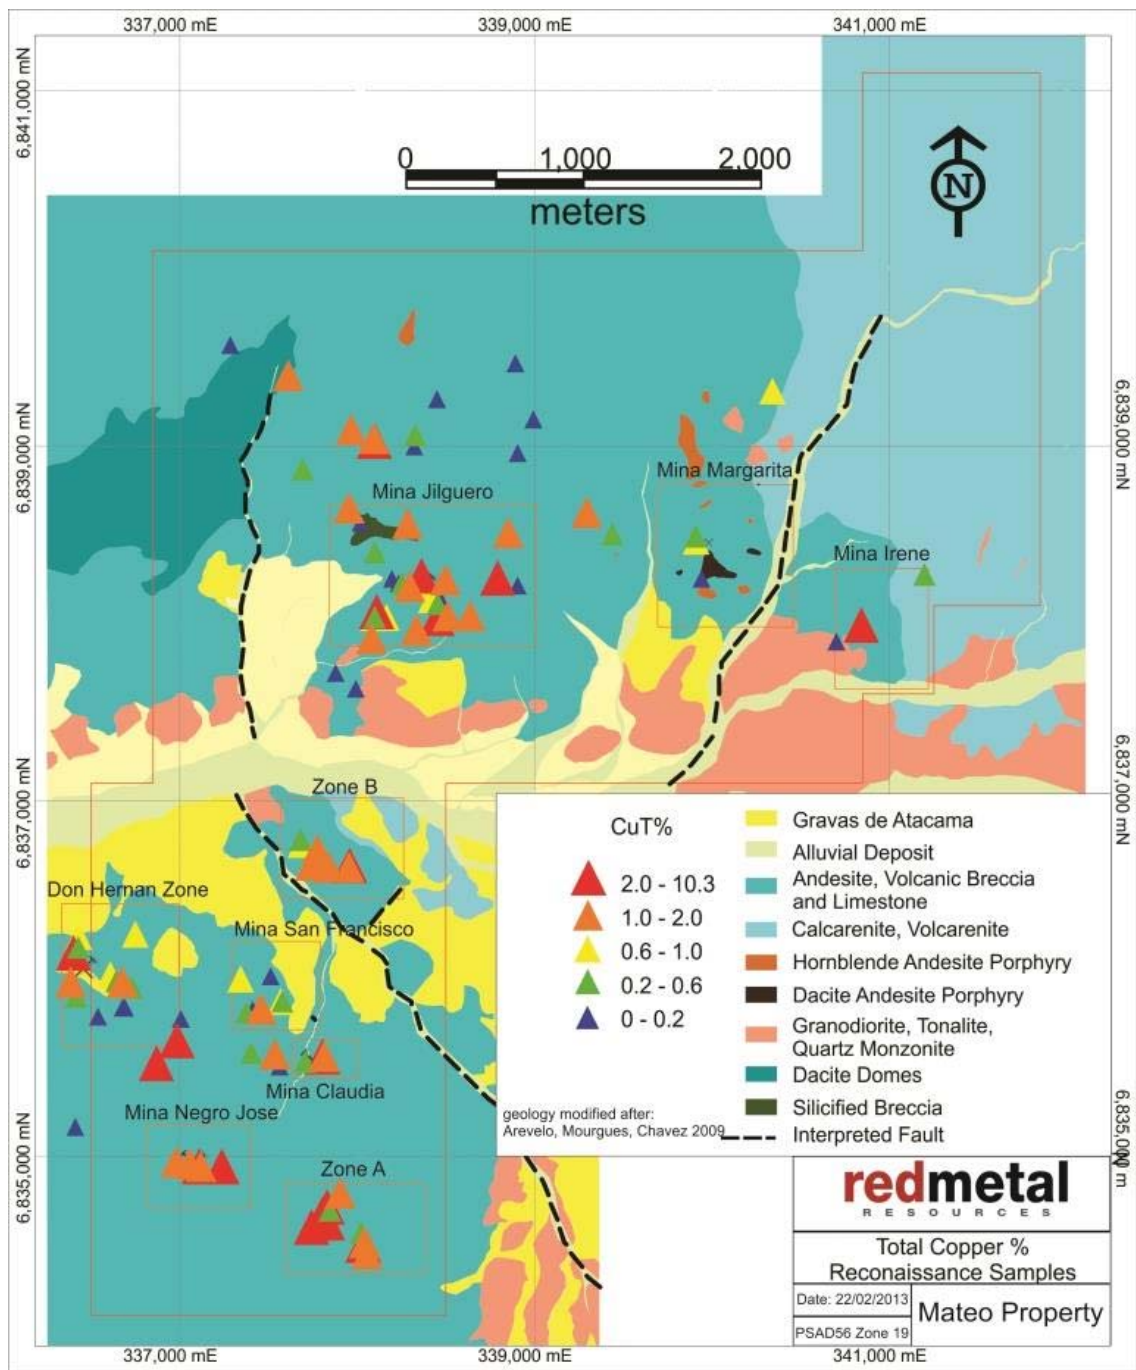 337,000 mE
339,000 mE
341,000 mE
6,841,000 mN
0
1,000
2,000
meters
N
6,839,000 mN
6,839,000 mN
Mina Margarita
Mina Jilguero
Mina Irene
6,837,000 mN
6,837,000 mN
Zone B
Don Hernan Zone
Mina San Francisco
Mina Claudia
Mina Negro Jose
Zone A
6,835,000 mN
6,835,000 m
N
CuT%
2.0 - 10.3
1.0 - 2.0
0.6 - 1.0
0.2 - 0.6
0 - 0.2
geology modified after:
Arevelo, Mourgues, Chavez 2009
Gravas de Atacama
Alluvial Deposit
Andesite, Volcanic Breccia
and Limestone
Calcarenite, Volcarenite
Hornblende Andesite Porphyry
Dacite Andesite Porphyry
Granodiorite, Tonalite,
Quartz Monzonite
Dacite Domes
Silicified Breccia
Interpreted Fault
redmetal
RESOURCES
Total Copper %
Reconaissance Samples
Date: 22/02/2013
PSAD56 Zone 19
Mateo Property
337,000 mE
339,000 mE
341,000 mE